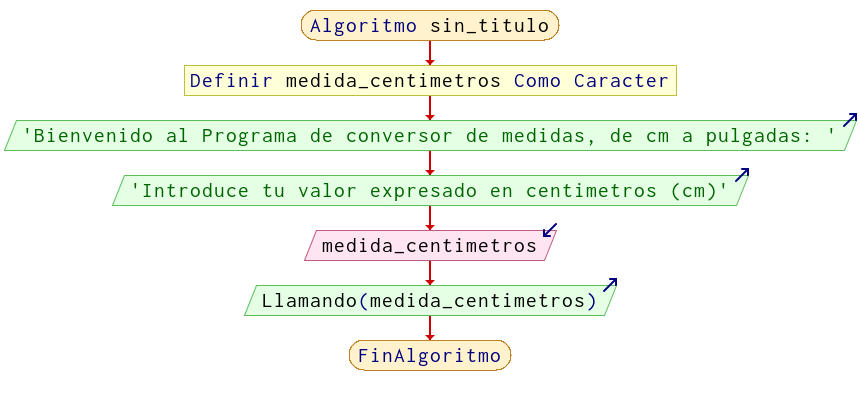 Algoritmo sin_titulo
Definir medida_centimetros Como Caracter
'Bienvenido al Programa de conversor de medidas, de cm a pulgadas: '
'Introduce tu valor expresado en centimetros (cm)'
medida_centimetros
Llamando(medida_centimetros)
FinAlgoritmo